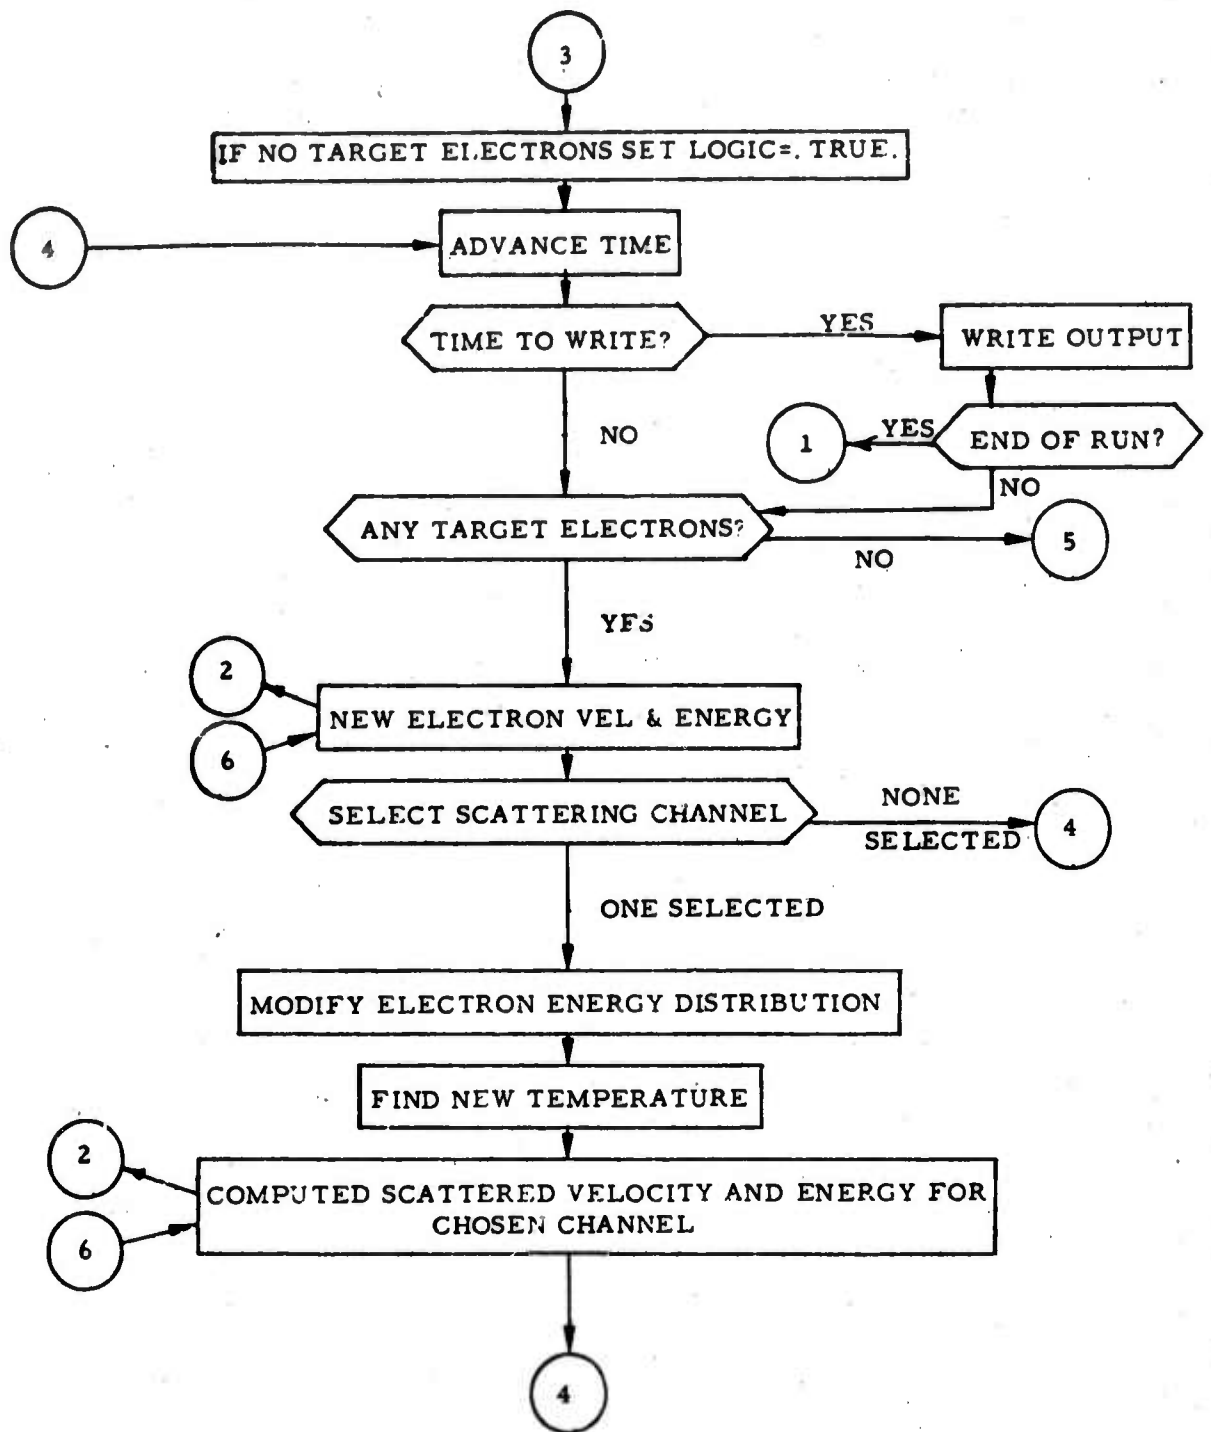 3
IF NO TARGET ELECTRONS SET LOGIC=. TRUE.
4
ADVANCE TIME
TIME TO WRITE?
YES
WRITE OUTPUT
NO
1
YES
END OF RUN?
NO
ANY TARGET ELECTRONS?
NO
5
YES
2
NEW ELECTRON VEL & ENERGY
6
SELECT SCATTERING CHANNEL
NONE
SELECTED
4
ONE SELECTED
MODIFY ELECTRON ENERGY DISTRIBUTION
FIND NEW TEMPERATURE
2
COMPUTED SCATTERED VELOCITY AND ENERGY FOR
CHOSEN CHANNEL
6
4